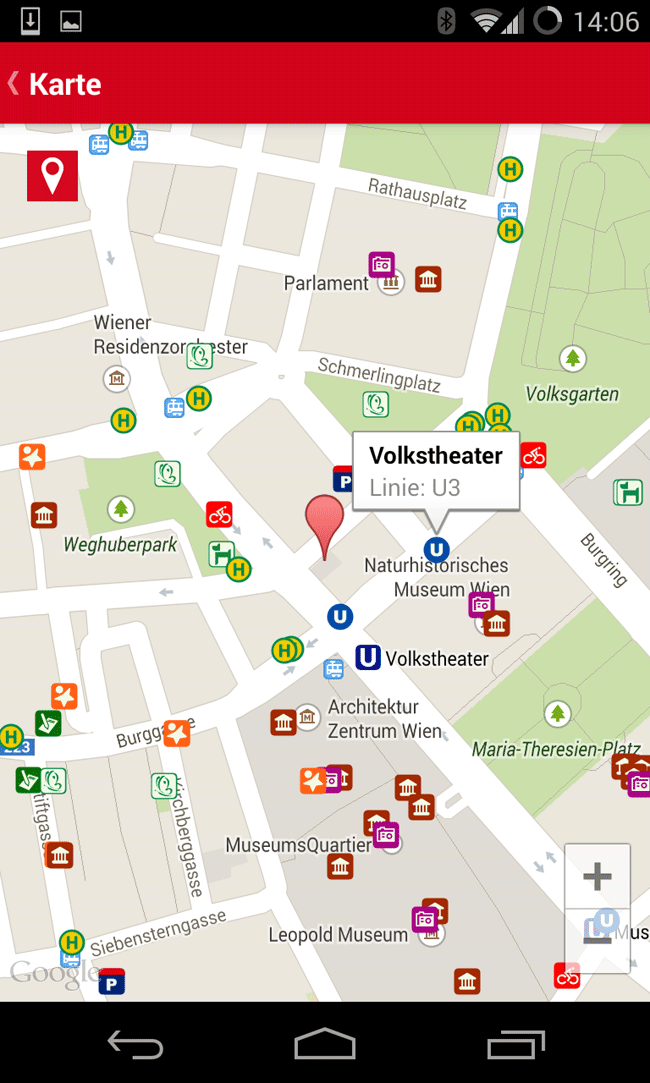 14:06
Karte
H
H
Rathausplatz
H
Parlament
Wiener
Residenzorchester
M
Schmerlingplatz
Volksgarten
H
H
H
H
Volkstheater
Linie: U3
P
Weghuberpark
H
U
Naturhistorisches
Museum Wien
Burgring
U
H
U Volkstheater
Architektur
Zentrum Wien
M
H
Burggasse
Maria-Theresien-Platz
Stiftgasse
Kirchberggasse
MuseumsQuartier
Leopold Museum
M
Siebensterngasse
H
U
Mus
Google
P